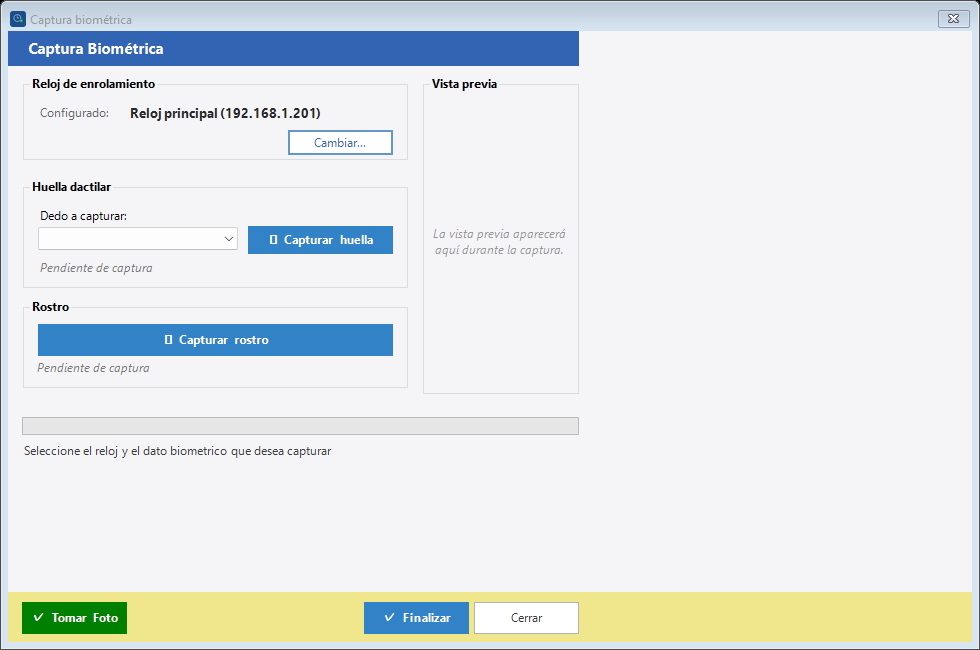 Captura biométrica
Captura Biométrica
Reloj de enrolamiento
Configurado: Reloj principal (192.168.1.201)
Cambiar...
Huella dactilar
Dedo a capturar:
Capturar huella
Pendiente de captura
Rostro
Capturar rostro
Pendiente de captura
Vista previa
La vista previa aparecerá
aquí durante la captura.
Seleccione el reloj y el dato biometrico que desea capturar
✓ Tomar Foto
✓ Finalizar
Cerrar